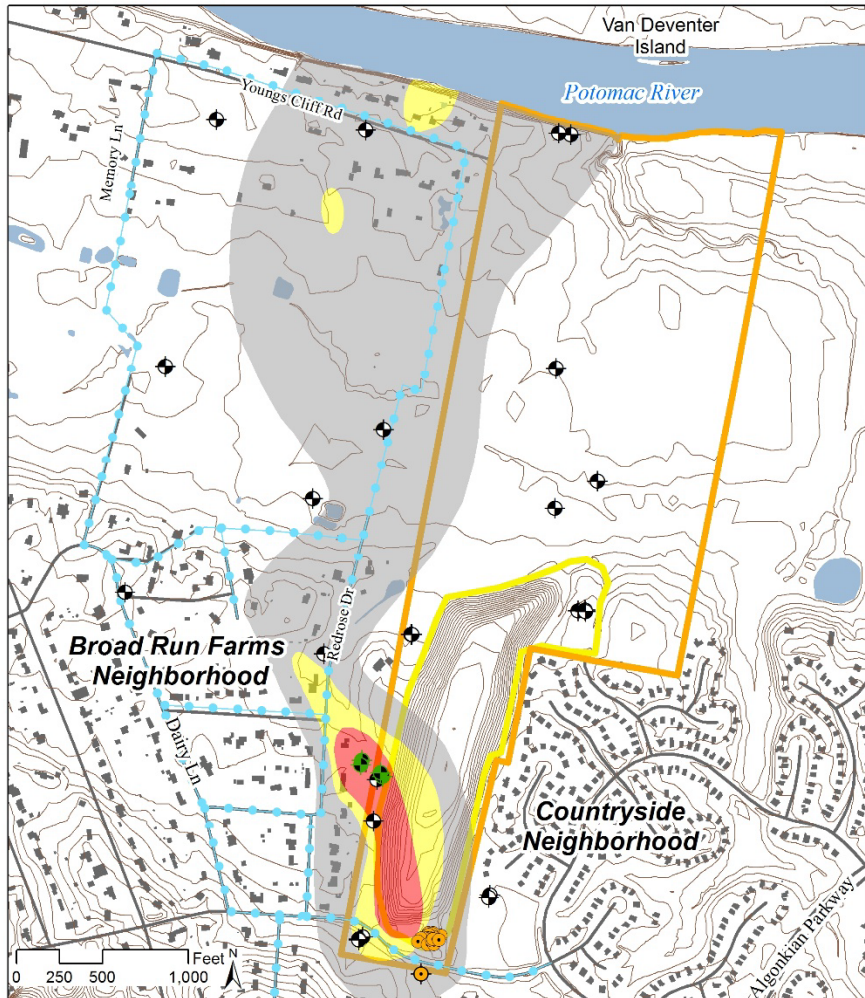 Van Deventer
Island
Potomac River
Youngs Cliff Rd
Memory Ln
Redrose Dr
Broad Run Farms
Neighborhood
Dairy Ln
Countryside
Neighborhood
Algonkian Parkway
Feet
N
0 250 500 1,000